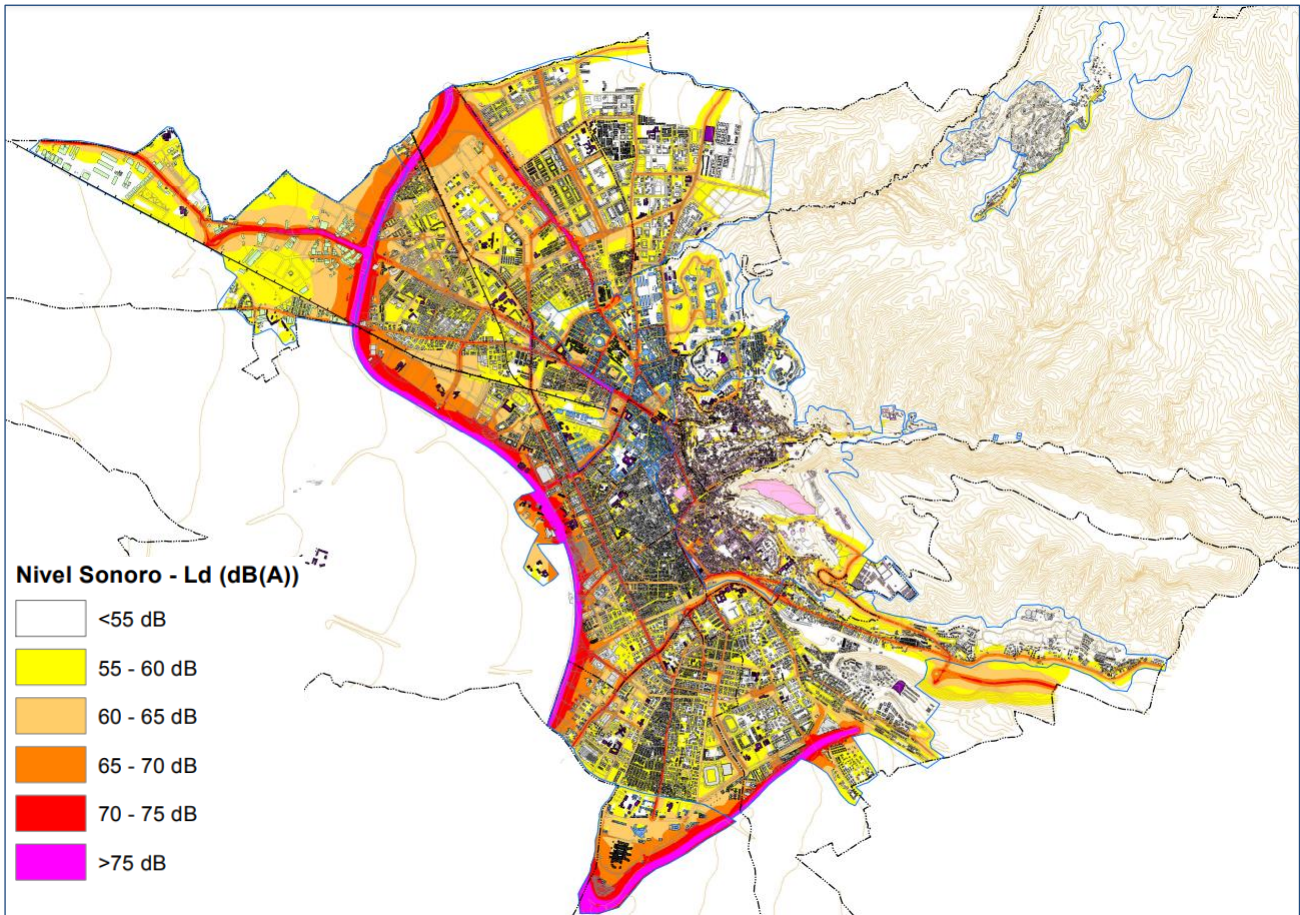 Nivel Sonoro - Ld (dB(A))
<55 dB
55 - 60 dB
60 - 65 dB
65 - 70 dB
70 - 75 dB
>75 dB